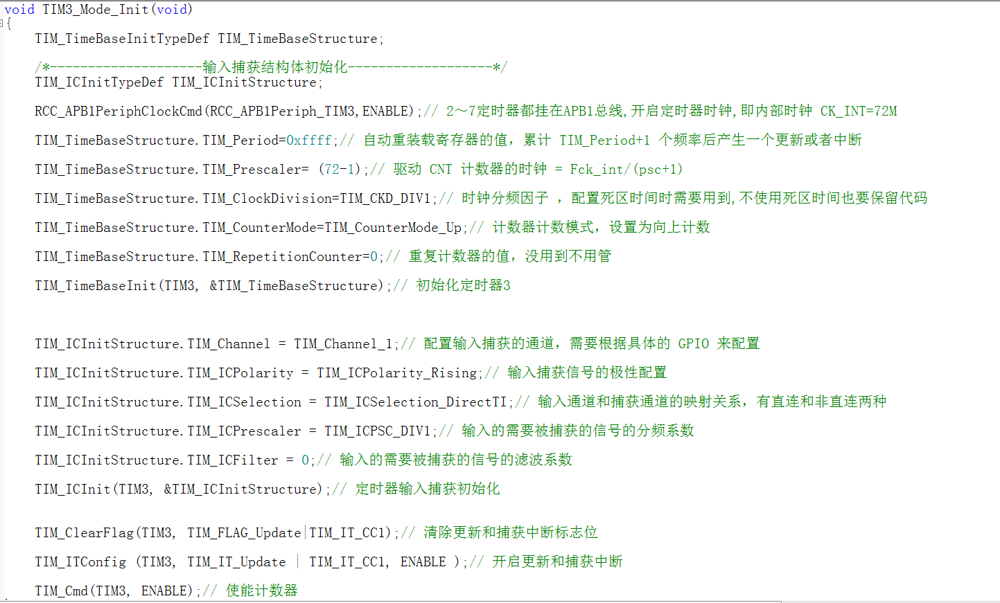 void TIM3_Mode_Init(void)
{
TIM_TimeBaseInitTypeDef TIM_TimeBaseStructure;
/*--------------------输入捕获结构体初始化-------------------*/
TIM_ICInitTypeDef TIM_ICInitStructure;
RCC_APB1PeriphClockCmd(RCC_APB1Periph_TIM3,ENABLE);// 2～7定时器都挂在APB1总线,开启定时器时钟,即内部时钟 CK_INT=72M
TIM_TimeBaseStructure.TIM_Period=0xffff;// 自动重装载寄存器的值，累计 TIM_Period+1 个频率后产生一个更新或者中断
TIM_TimeBaseStructure.TIM_Prescaler= (72-1);// 驱动 CNT 计数器的时钟 = Fck_int/(psc+1)
TIM_TimeBaseStructure.TIM_ClockDivision=TIM_CKD_DIV1;// 时钟分频因子 ，配置死区时间时需要用到,不使用死区时间也要保留代码
TIM_TimeBaseStructure.TIM_CounterMode=TIM_CounterMode_Up;// 计数器计数模式，设置为向上计数
TIM_TimeBaseStructure.TIM_RepetitionCounter=0;// 重复计数器的值，没用到不用管
TIM_TimeBaseInit(TIM3, &TIM_TimeBaseStructure);// 初始化定时器3
TIM_ICInitStructure.TIM_Channel = TIM_Channel_1;// 配置输入捕获的通道，需要根据具体的 GPIO 来配置
TIM_ICInitStructure.TIM_ICPolarity = TIM_ICPolarity_Rising;// 输入捕获信号的极性配置
TIM_ICInitStructure.TIM_ICSelection = TIM_ICSelection_DirectTI;// 输入通道和捕获通道的映射关系，有直连和非直连两种
TIM_ICInitStructure.TIM_ICPrescaler = TIM_ICPSC_DIV1;// 输入的需要被捕获的信号的分频系数
TIM_ICInitStructure.TIM_ICFilter = 0;// 输入的需要被捕获的信号的滤波系数
TIM_ICInit(TIM3, &TIM_ICInitStructure);// 定时器输入捕获初始化
TIM_ClearFlag(TIM3, TIM_FLAG_Update|TIM_IT_CC1);// 清除更新和捕获中断标志位
TIM_ITConfig (TIM3, TIM_IT_Update | TIM_IT_CC1, ENABLE );// 开启更新和捕获中断
TIM_Cmd(TIM3, ENABLE);// 使能计数器